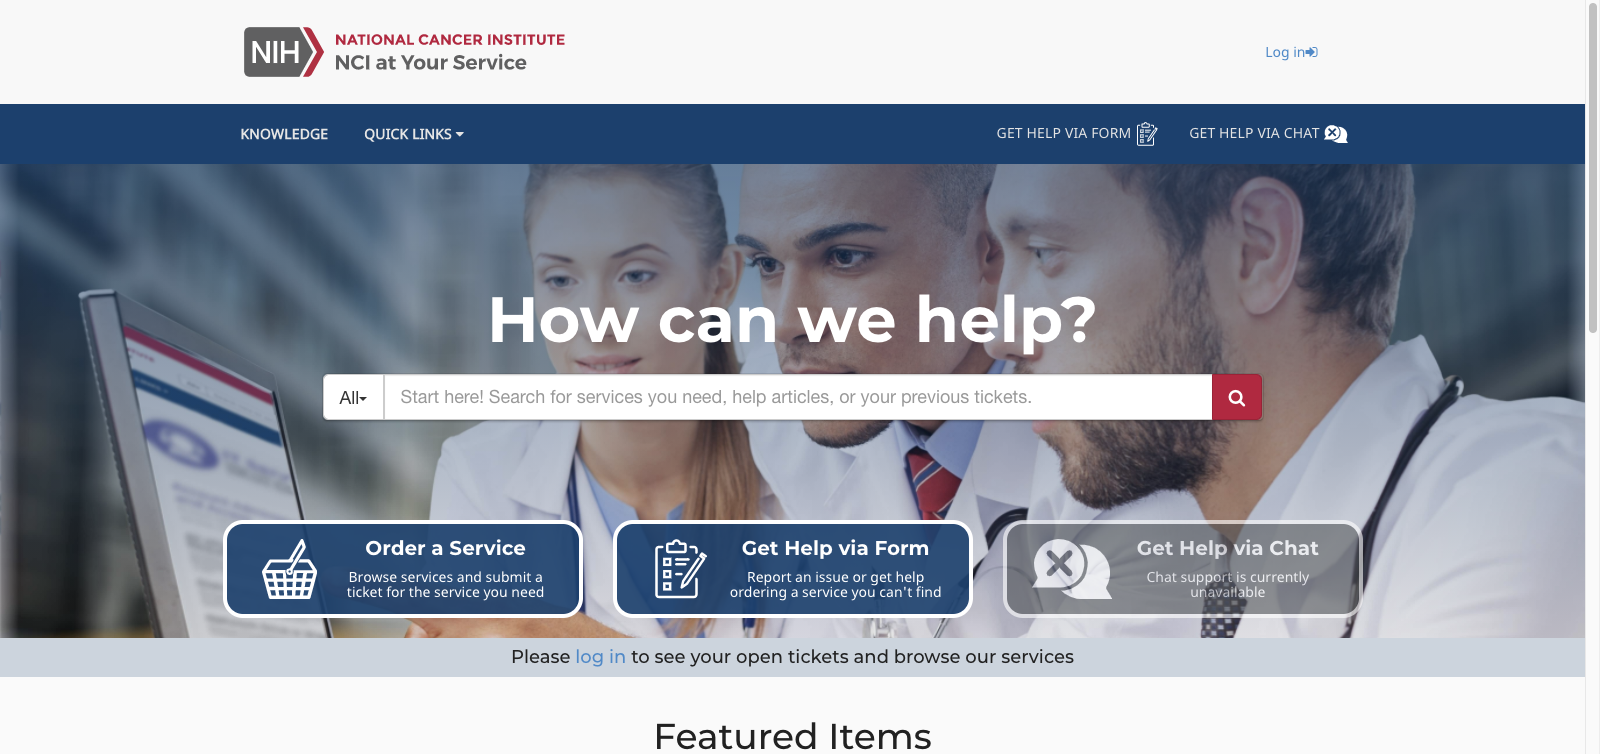 NIH NATIONAL CANCER INSTITUTE
NCI at Your Service
Log in
KNOWLEDGE
QUICK LINKS
GET HELP VIA FORM
GET HELP VIA CHAT
How can we help?
All
Start here! Search for services you need, help articles, or your previous tickets.
Order a Service
Browse services and submit a
ticket for the service you need
Get Help via Form
Report an issue or get help
ordering a service you can't find
Get Help via Chat
Chat support is currently
unavailable
Please log in to see your open tickets and browse our services
Featured Items